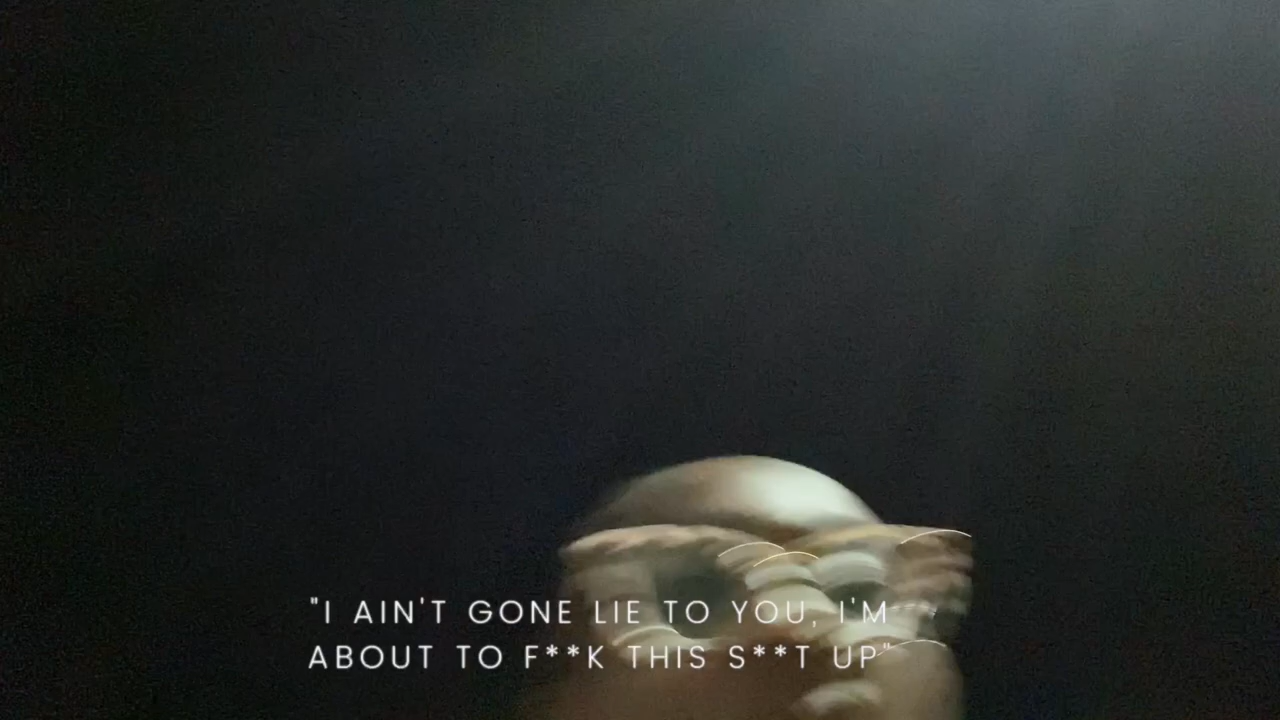 "I AIN'T GONE LIE TO YOU, I'M
ABOUT TO F**K THIS S**T UP"